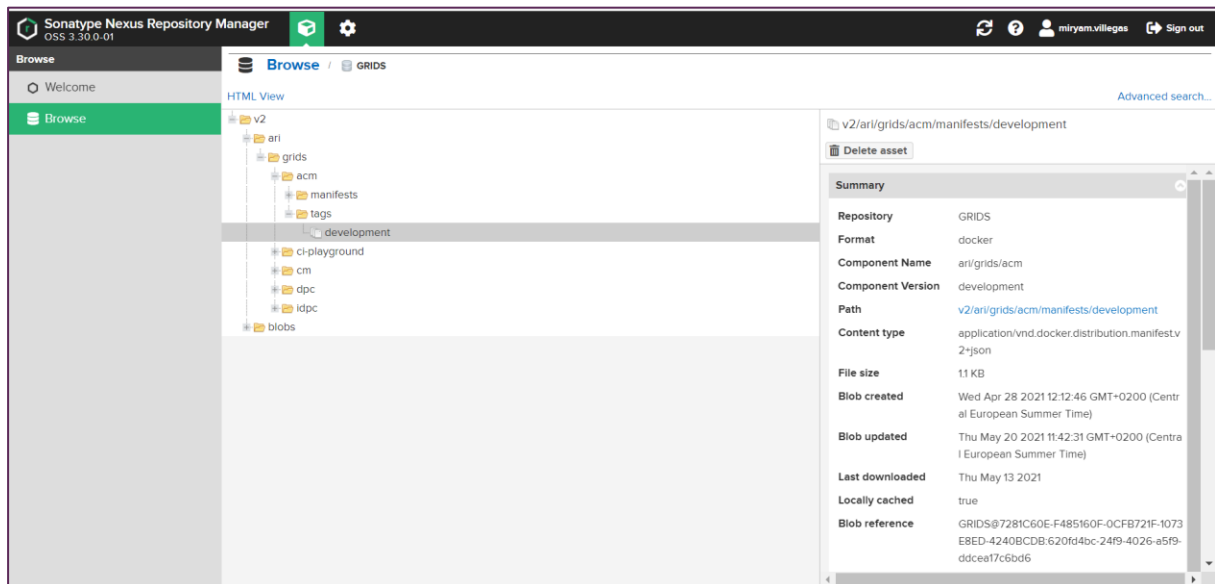 Sonatype Nexus Repository Manager
OSS 3.30.0-01
miryam.villegas
Sign out
Browse
Welcome
Browse
Browse / GRIDS
HTML View
Advanced search...
v2
ari
grids
acm
manifests
tags
development
ci-playground
cm
dpc
idpc
blobs
v2/ari/grids/acm/manifests/development
Delete asset
Summary
Repository GRIDS
Format docker
Component Name ari/grids/acm
Component Version development
Path v2/ari/grids/acm/manifests/development
Content type application/vnd.docker.distribution.manifest.v
2+json
File size 1.1 KB
Blob created Wed Apr 28 2021 12:12:46 GMT+0200 (Centr
al European Summer Time)
Blob updated Thu May 20 2021 11:42:31 GMT+0200 (Centra
l European Summer Time)
Last downloaded Thu May 13 2021
Locally cached true
Blob reference GRIDS@7281C60E-F485160F-0CFB721F-1073
E8ED-4240BCDB:620fd4bc-24f9-4026-a5f9-
ddcea17c6bd6